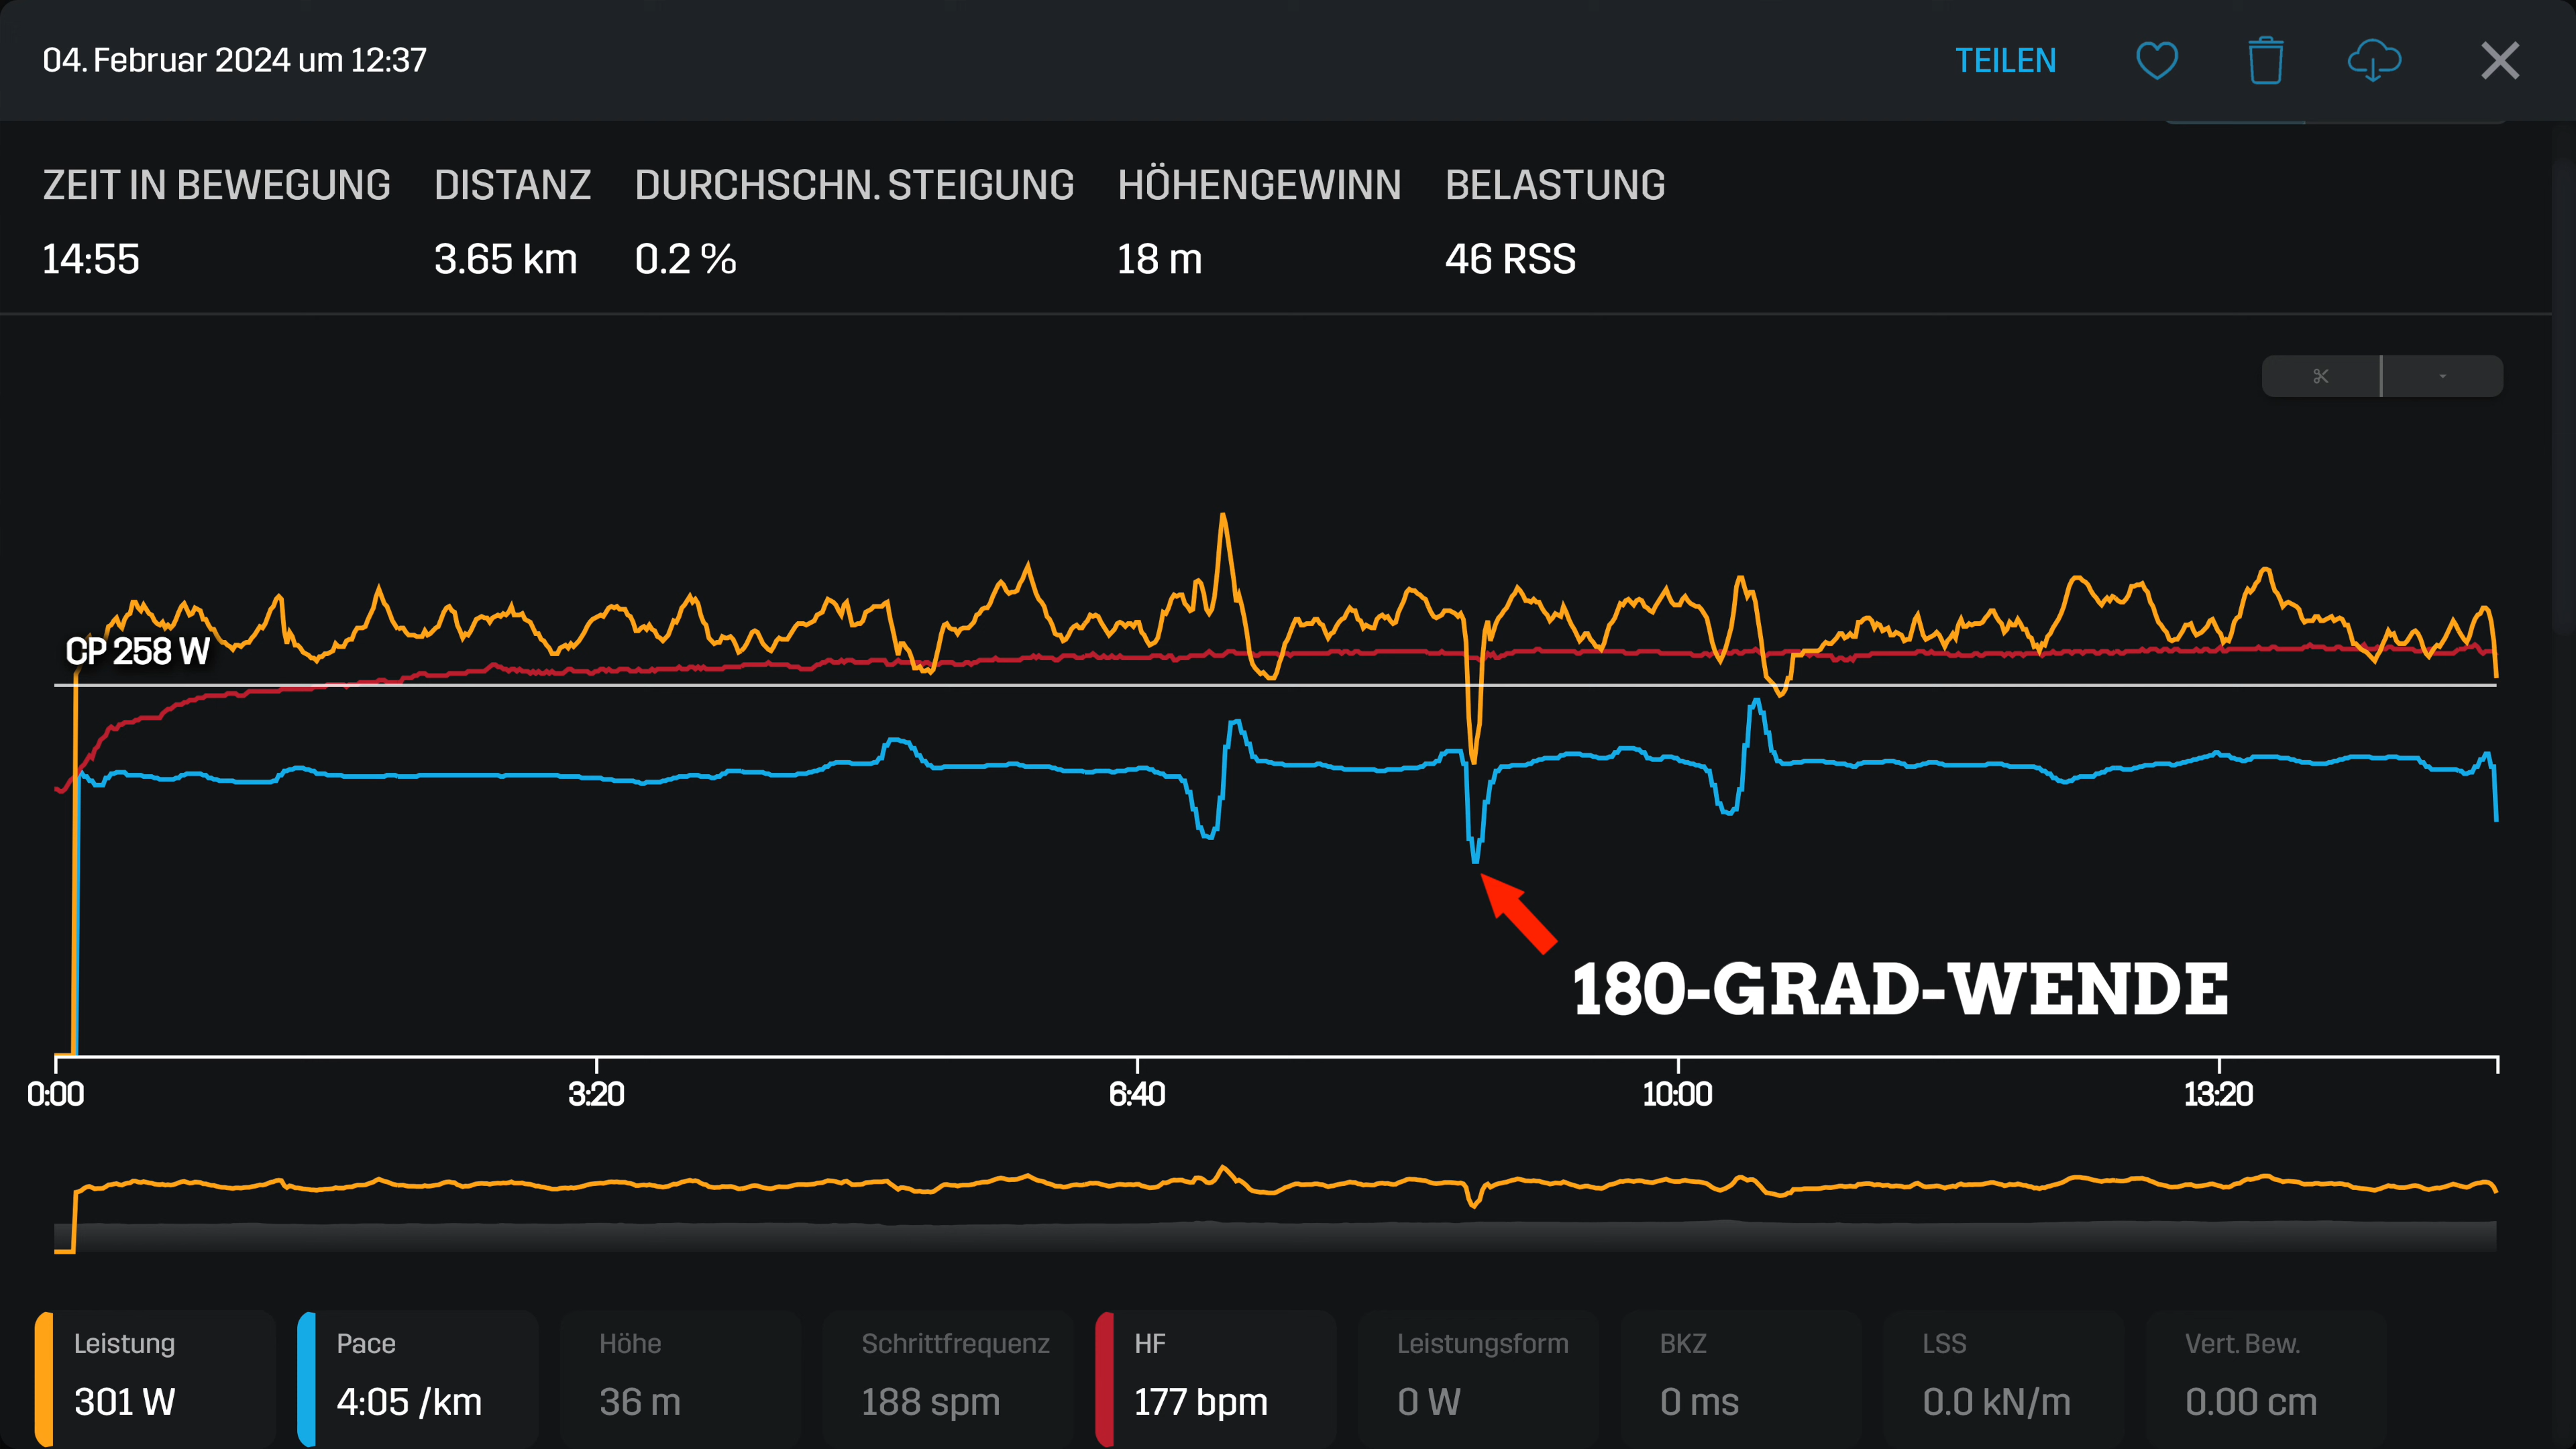 04. Februar 2024 um 12:37
TEILEN
ZEIT IN BEWEGUNG DISTANZ DURCHSCHN. STEIGUNG HÖHENGEWINN BELASTUNG
14:55 3.65 km 0.2 % 18 m 46 RSS
CP 258 W
180-GRAD-WENDE
0:00 3:20 6:40 10:00 13:20
Leistung Pace Höhe Schrittfrequenz HF Leistungsform BKZ LSS Vert. Bew.
301 W 4:05 /km 36 m 188 spm 177 bpm 0 W 0 ms 0.0 kN/m 0.00 cm